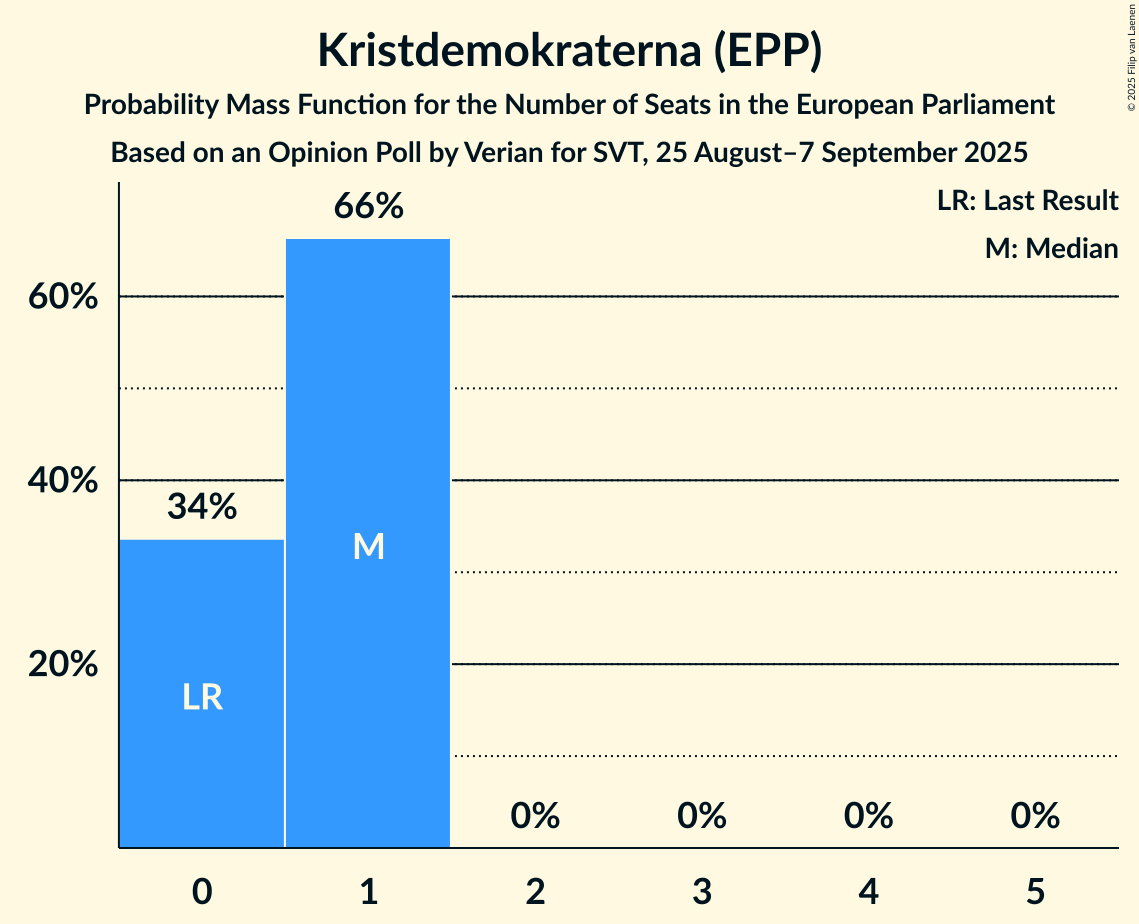 Kristdemokraterna (EPP)
Probability Mass Function for the Number of Seats in the European Parliament
Based on an Opinion Poll by Verian for SVT, 25 August–7 September 2025
© 2025 Filip van Laenen
LR: Last Result
M: Median
66%
60%
40%
34%
M
20%
LR
0% 0% 0% 0%
0 1 2 3 4 5